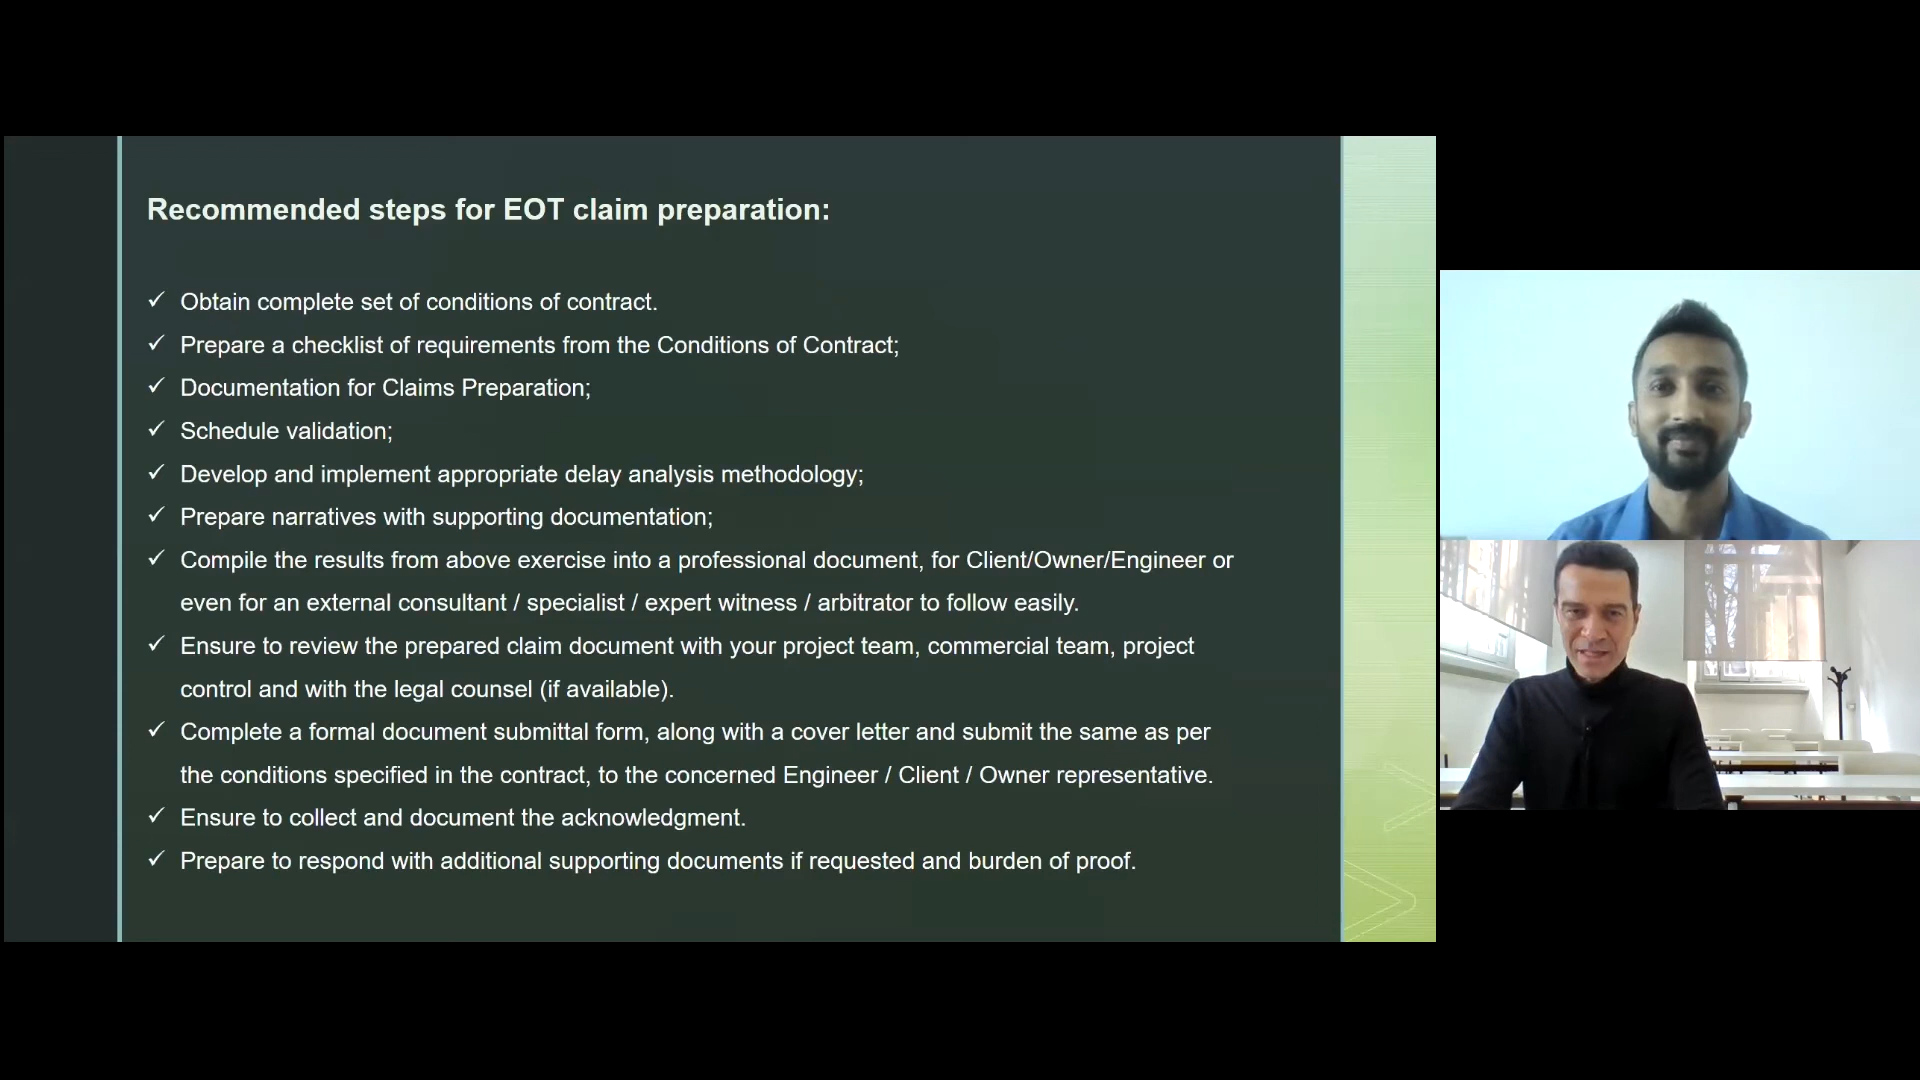 Recommended steps for EOT claim preparation:
✓ Obtain complete set of conditions of contract.
✓ Prepare a checklist of requirements from the Conditions of Contract;
✓ Documentation for Claims Preparation;
✓ Schedule validation;
✓ Develop and implement appropriate delay analysis methodology;
✓ Prepare narratives with supporting documentation;
✓ Compile the results from above exercise into a professional document, for Client/Owner/Engineer or
even for an external consultant / specialist / expert witness / arbitrator to follow easily.
✓ Ensure to review the prepared claim document with your project team, commercial team, project
control and with the legal counsel (if available).
✓ Complete a formal document submittal form, along with a cover letter and submit the same as per
the conditions specified in the contract, to the concerned Engineer / Client / Owner representative.
✓ Ensure to collect and document the acknowledgment.
✓ Prepare to respond with additional supporting documents if requested and burden of proof.